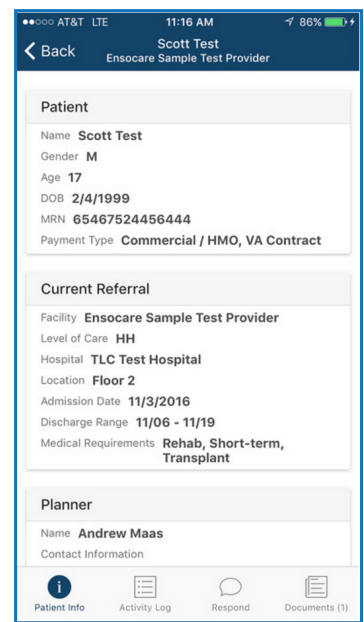 AT&T LTE 11:16 AM 86%
Back Scott Test
Ensocare Sample Test Provider
Patient
Name Scott Test
Gender M
Age 17
DOB 2/4/1999
MRN 65467524456444
Payment Type Commercial / HMO, VA Contract
Current Referral
Facility Ensocare Sample Test Provider
Level of Care HH
Hospital TLC Test Hospital
Location Floor 2
Admission Date 11/3/2016
Discharge Range 11/06 - 11/19
Medical Requirements Rehab, Short-term,
Transplant
Planner
Name Andrew Maas
Contact Information
Patient Info Activity Log Respond Documents (1)